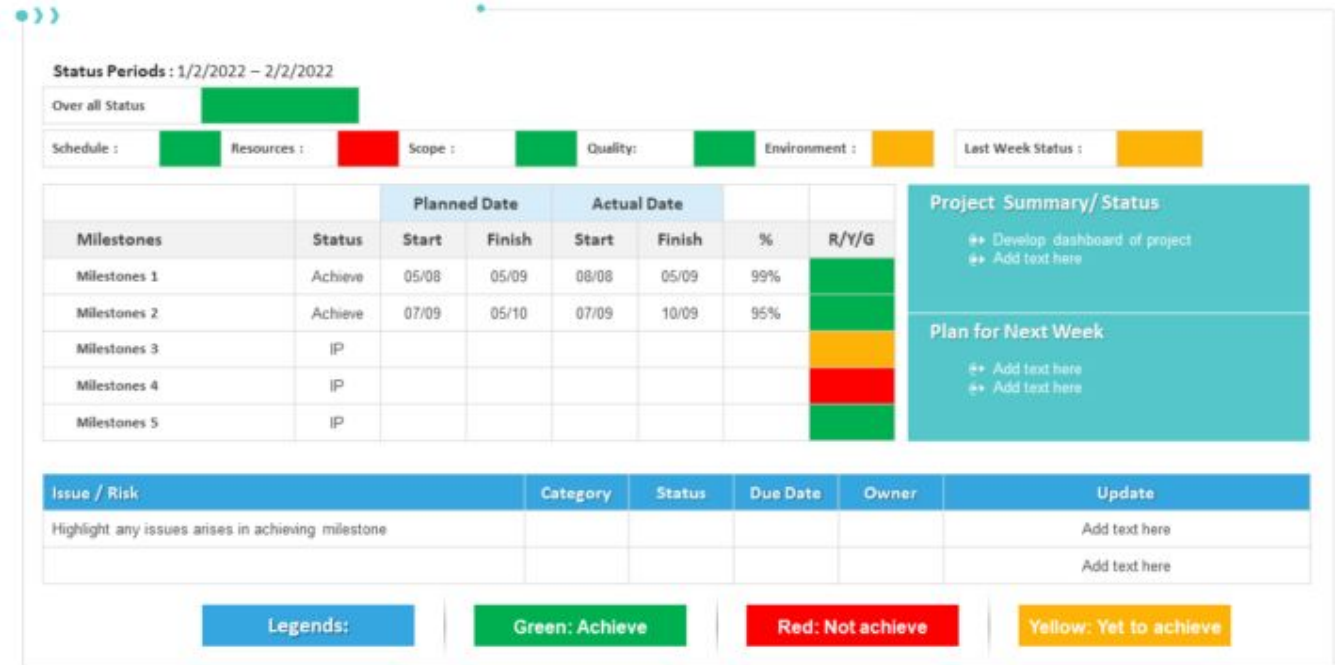 Status Periods : 1/2/2022 – 2/2/2022
Over all Status
Schedule : Resources : Scope : Quality: Environment : Last Week Status :
Planned Date Actual Date
Milestones Status Start Finish Start Finish % R/Y/G
Milestones 1 Achieve 05/08 05/09 08/08 05/09 99%
Milestones 2 Achieve 07/09 05/10 07/09 10/09 95%
Milestones 3 IP
Milestones 4 IP
Milestones 5 IP
Project Summary/ Status
Develop dashboard of project
Add text here
Plan for Next Week
Add text here
Add text here
Issue / Risk Category Status Due Date Owner Update
Highlight any issues arises in achieving milestone Add text here
Add text here
Legends: Green: Achieve Red: Not achieve Yellow: Yet to achieve